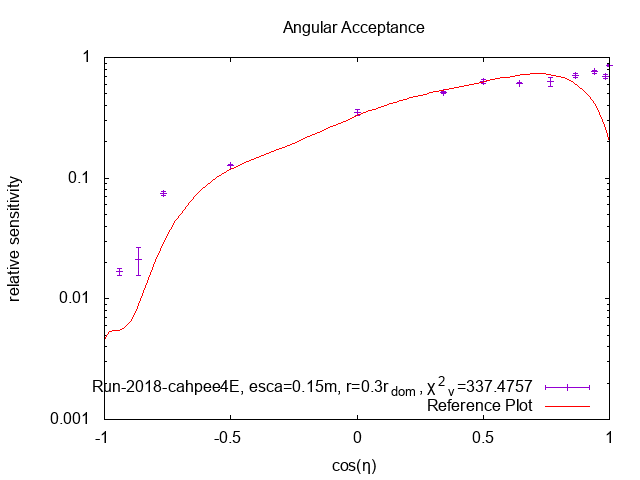 Angular Acceptance
1
0.1
0.01
0.001
relative sensitivity
Run-2018-cahpee4E, esca=0.15m, r=0.3r_dom, χ²_ν=337.4757
Reference Plot
-1 -0.5 0 0.5 1
cos(η)